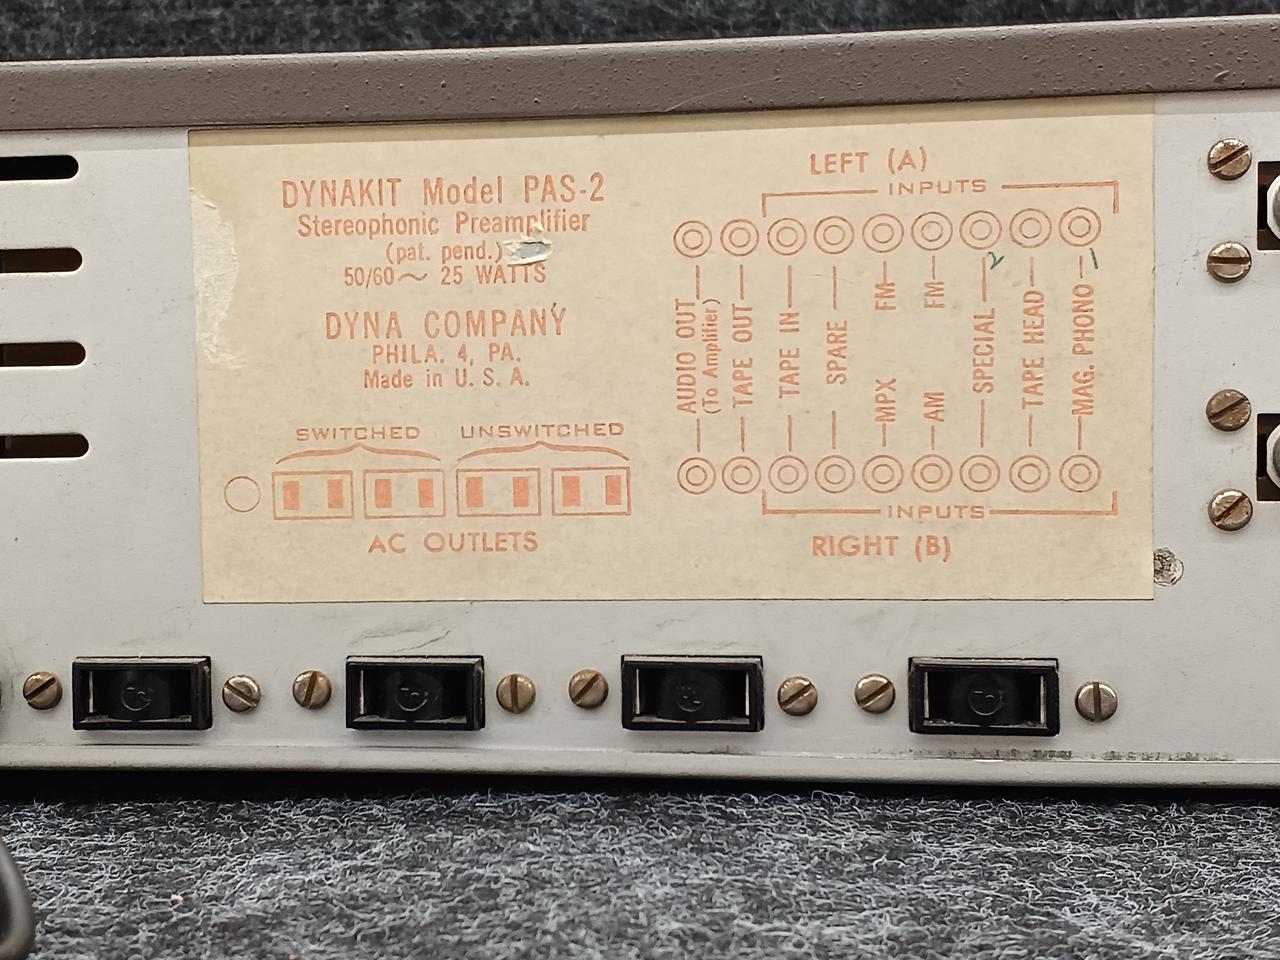 DYNAKIT Model PAS-2
Stereophonic Preamplifier
(pat. pend.)
50/60 ~ 25 WATTS
DYNA COMPANY
PHILA. 4, PA.
Made in U. S. A.
SWITCHED UNSWITCHED
AC OUTLETS
LEFT (A)
INPUTS
2
1
AUDIO OUT
(To Amplifier)
TAPE OUT
TAPE IN
SPARE
MPX FM
AM FM
SPECIAL
TAPE HEAD
MAG. PHONO
INPUTS
RIGHT (B)